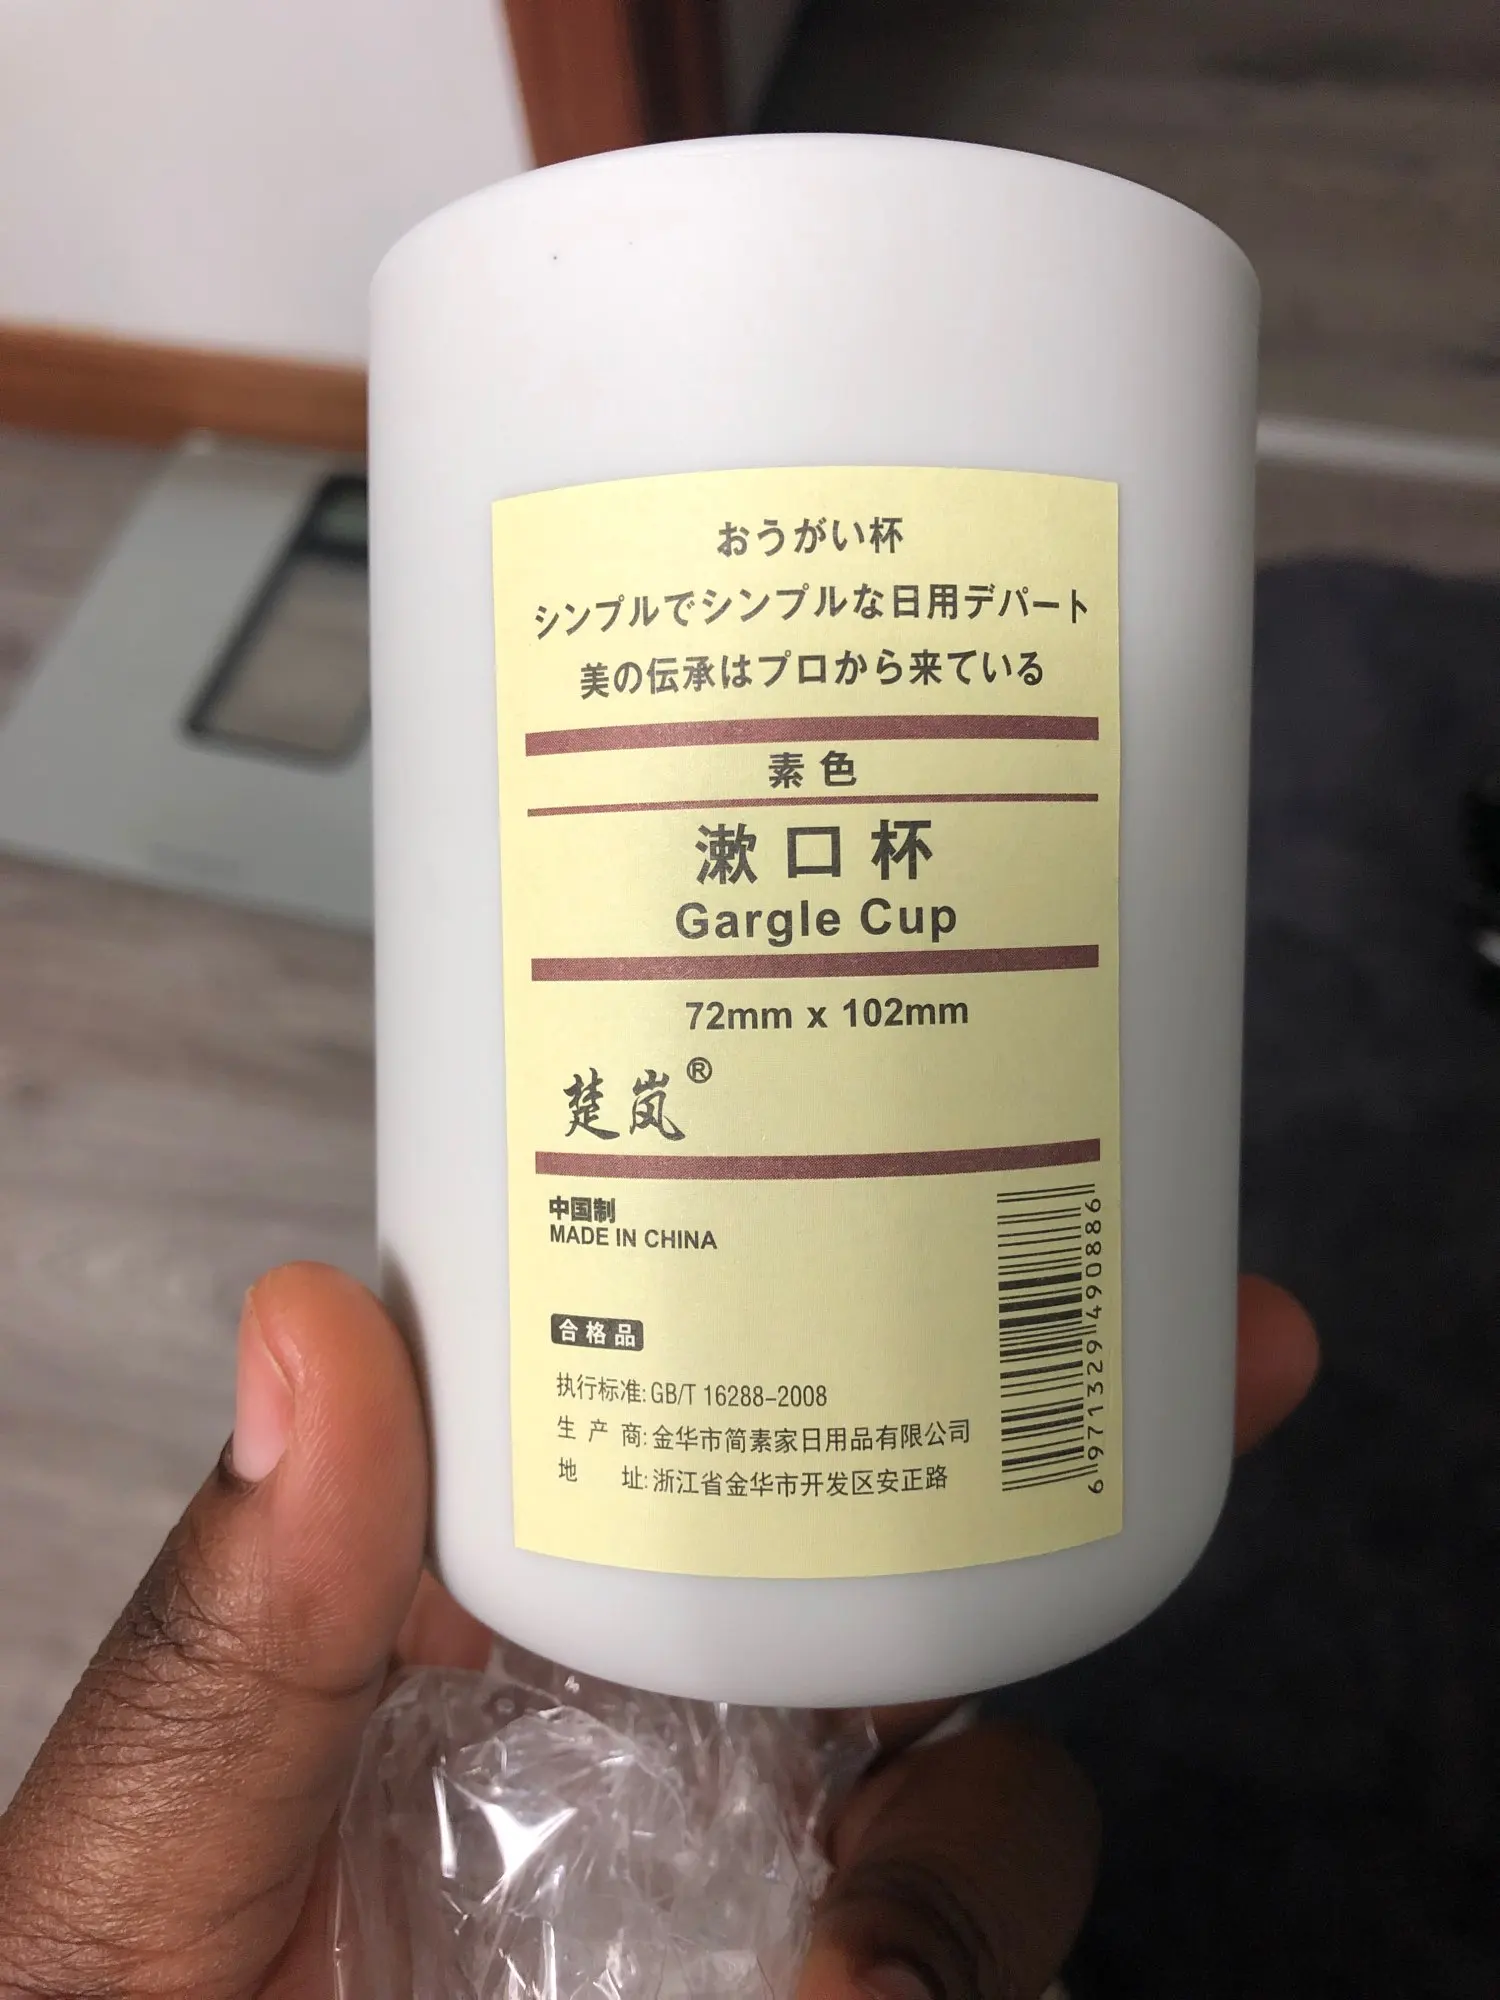 おうがい杯
シンプルでシンプルな日用デパート
美の伝承はプロから来ている
素色
漱口杯
Gargle Cup
72mm x 102mm
楚岚®
中国制
MADE IN CHINA
合格品
执行标准: GB/T 16288-2008
生产商: 金华市简素家日用品有限公司
地址: 浙江省金华市开发区安正路
6971329490886